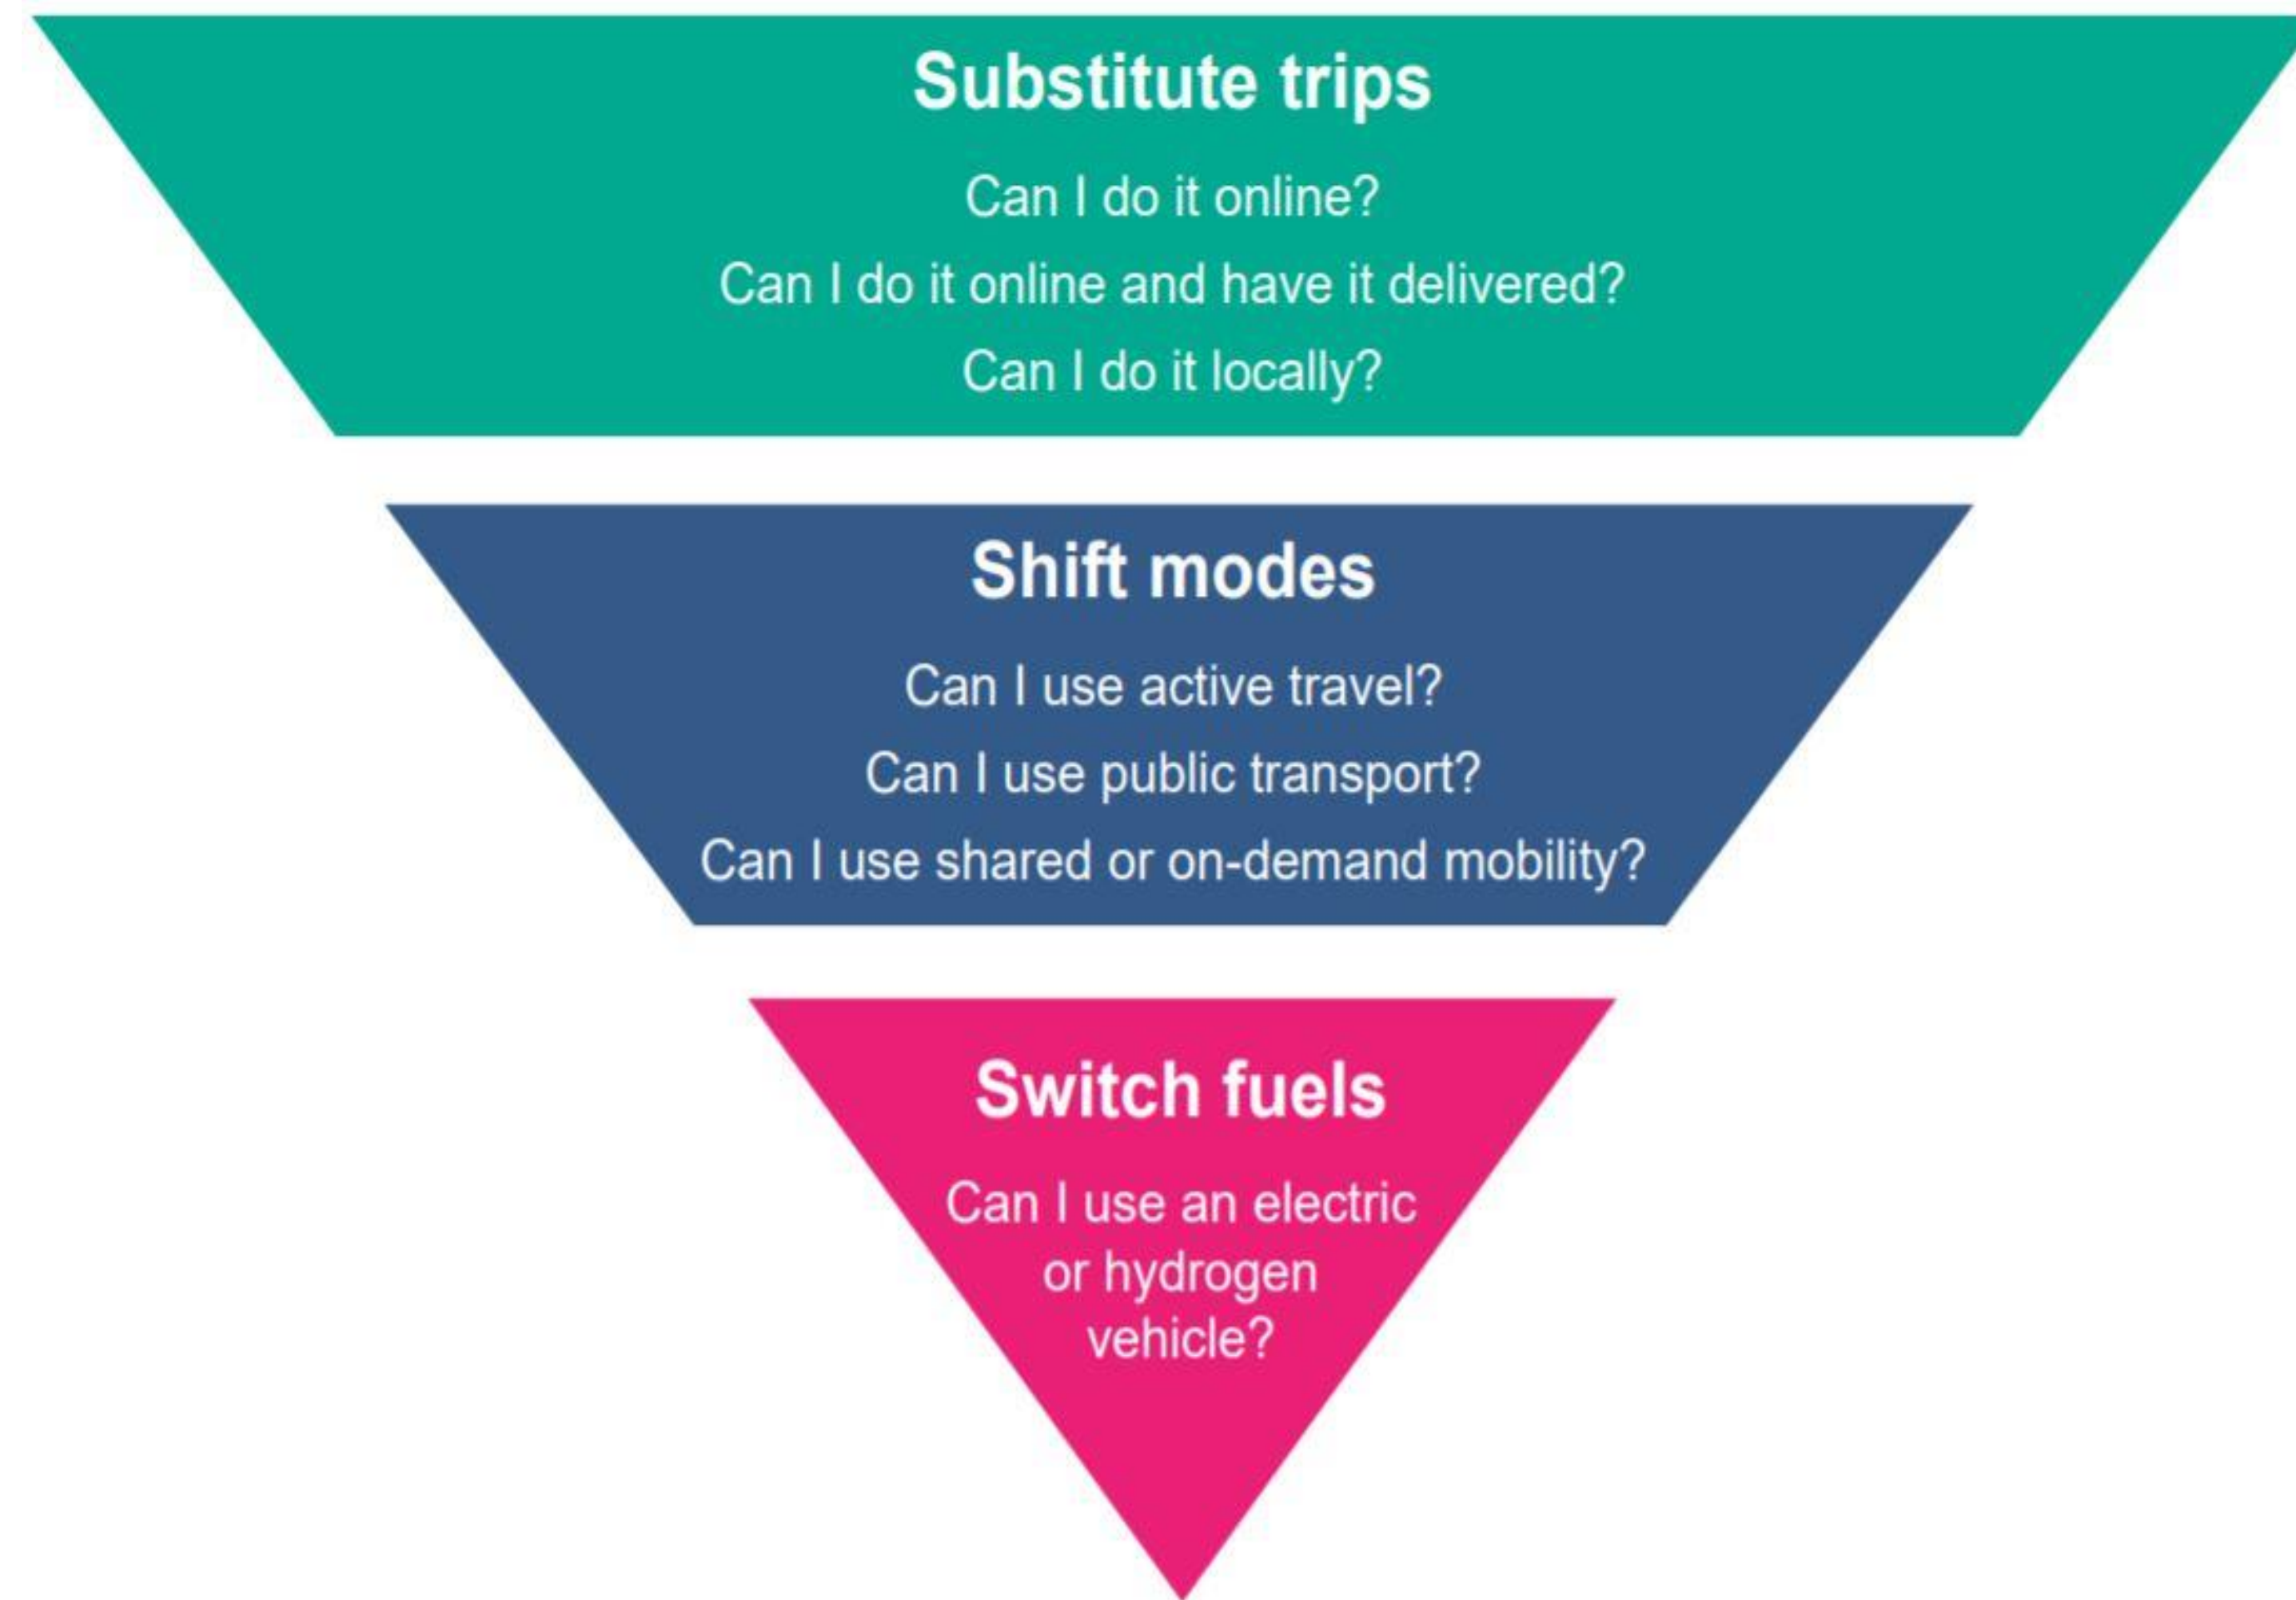 Substitute trips
Can I do it online?
Can I do it online and have it delivered?
Can I do it locally?
Shift modes
Can I use active travel?
Can I use public transport?
Can I use shared or on-demand mobility?
Switch fuels
Can I use an electric
or hydrogen
vehicle?